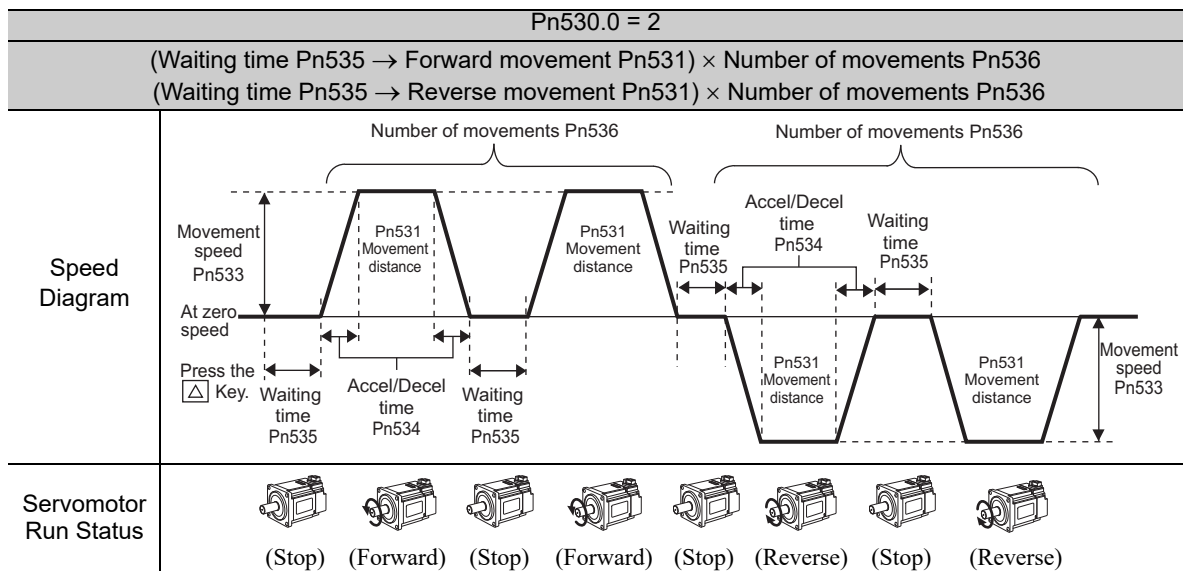 Pn530.0 = 2
(Waiting time Pn535 → Forward movement Pn531) × Number of movements Pn536
(Waiting time Pn535 → Reverse movement Pn531) × Number of movements Pn536
Speed
Diagram
Number of movements Pn536
Number of movements Pn536
Movement
speed
Pn533
Pn531
Movement
distance
Pn531
Movement
distance
Waiting
time
Pn535
Accel/Decel
time
Pn534
Waiting
time
Pn535
At zero
speed
Press the
△ Key.
Waiting
time
Pn535
Accel/Decel
time
Pn534
Waiting
time
Pn535
Pn531
Movement
distance
Pn531
Movement
distance
Movement
speed
Pn533
Servomotor
Run Status
(Stop) (Forward) (Stop) (Forward) (Stop) (Reverse) (Stop) (Reverse)